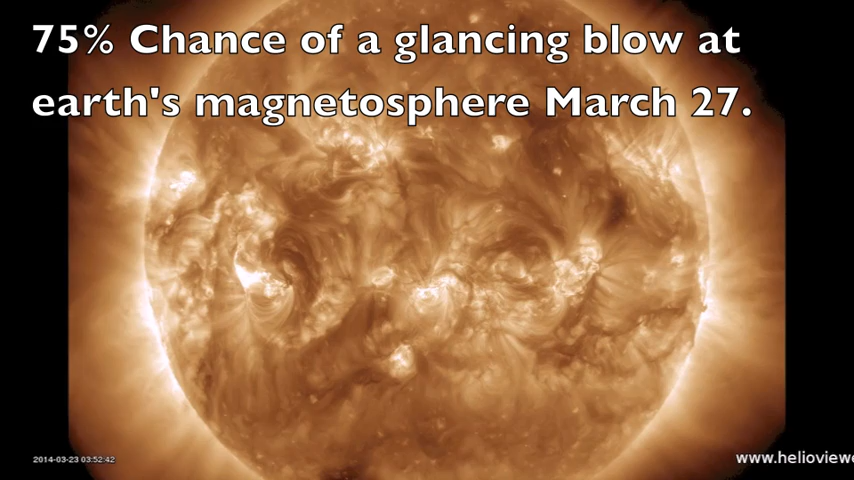 75% Chance of a glancing blow at
earth's magnetosphere March 27.
2014-03-23 03:52:42
www.helioviewe